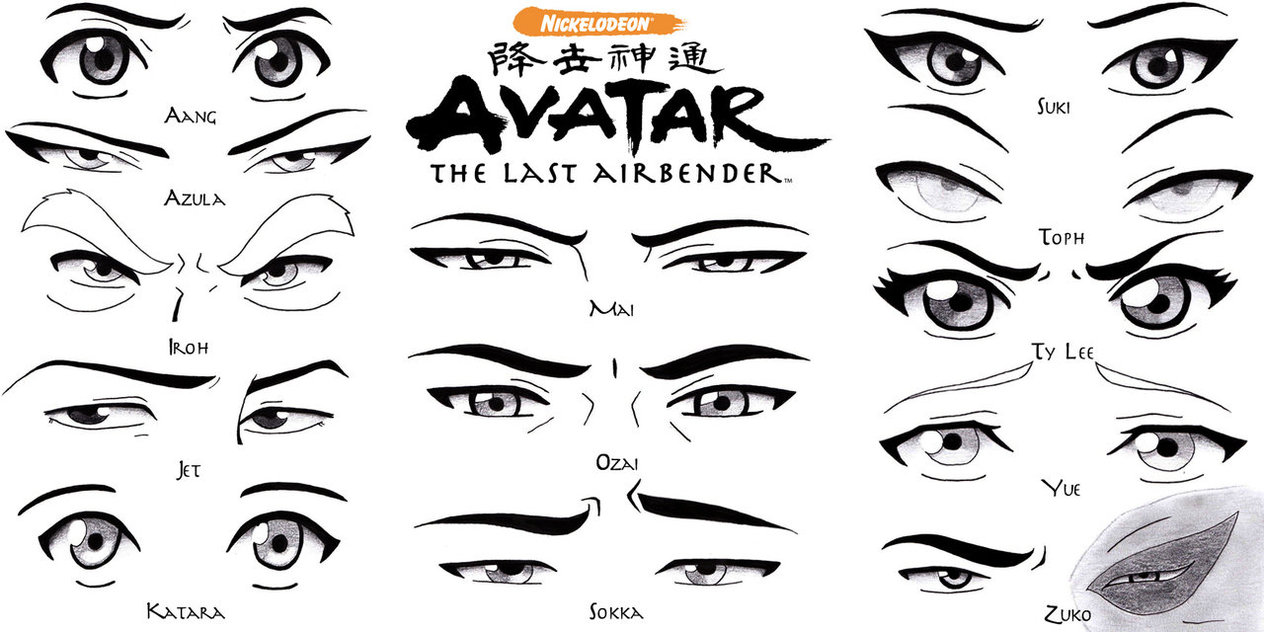 NICKELODEON®
降世神通
AVATAR
THE LAST AIRBENDER™
AANG
AZULA
IROH
JET
KATARA
MAI
OZAI
SOKKA
SUKI
TOPH
TY LEE
YUE
ZUKO